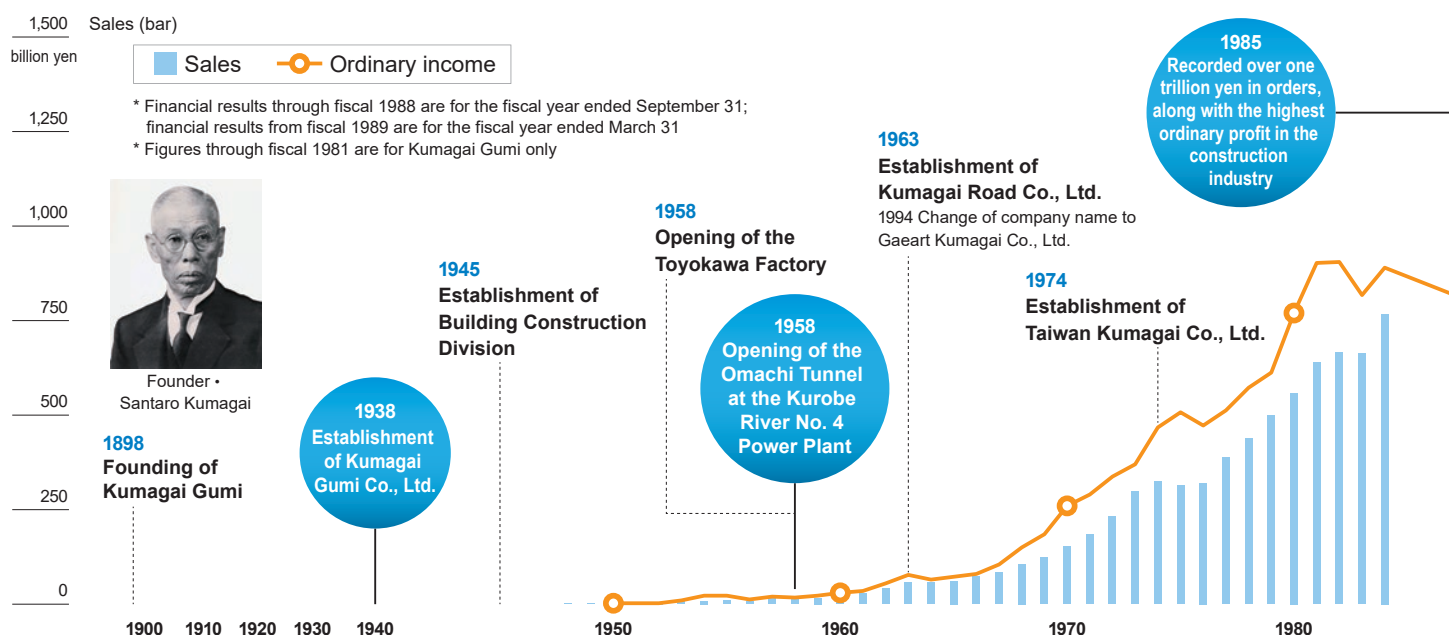 1,500
Sales (bar)
billion yen
Sales
Ordinary income
* Financial results through fiscal 1988 are for the fiscal year ended September 31;
financial results from fiscal 1989 are for the fiscal year ended March 31
* Figures through fiscal 1981 are for Kumagai Gumi only
1,250
1,000
750
500
250
0
Founder •
Santaro Kumagai
1898
Founding of
Kumagai Gumi
1938
Establishment
of Kumagai
Gumi Co., Ltd.
1945
Establishment of
Building Construction
Division
1958
Opening of the
Toyokawa Factory
1958
Opening of the
Omachi Tunnel
at the Kurobe
River No. 4
Power Plant
1963
Establishment of
Kumagai Road Co., Ltd.
1994 Change of company name to
Gaeart Kumagai Co., Ltd.
1974
Establishment of
Taiwan Kumagai Co., Ltd.
1985
Recorded over one
trillion yen in orders,
along with the highest
ordinary profit in the
construction
industry
1900 1910 1920 1930 1940 1950 1960 1970 1980